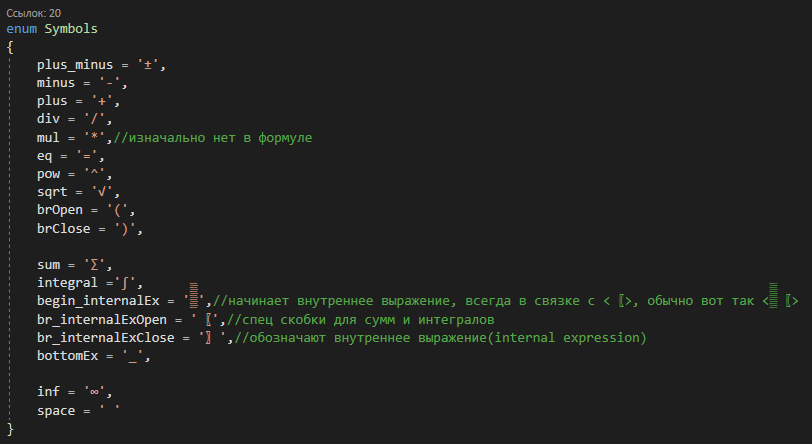 Ссылок: 20
enum Symbols
{
plus_minus = '±',
minus = '-',
plus = '+',
div = '/',
mul = '*',//изначально нет в формуле
eq = '=',
pow = '^',
sqrt = '√',
brOpen = '(',
brClose = ')',
sum = '∑',
integral ='∫',
begin_internalEx = '▒',//начинает внутреннее выражение, всегда в связке с < 〖>, обычно вот так <▒ 〖>
br_internalExOpen = '〖',//спец скобки для сумм и интегралов
br_internalExClose = '〗',//обозначают внутреннее выражение(internal expression)
bottomEx = '_',
inf = '∞',
space = ' '
}